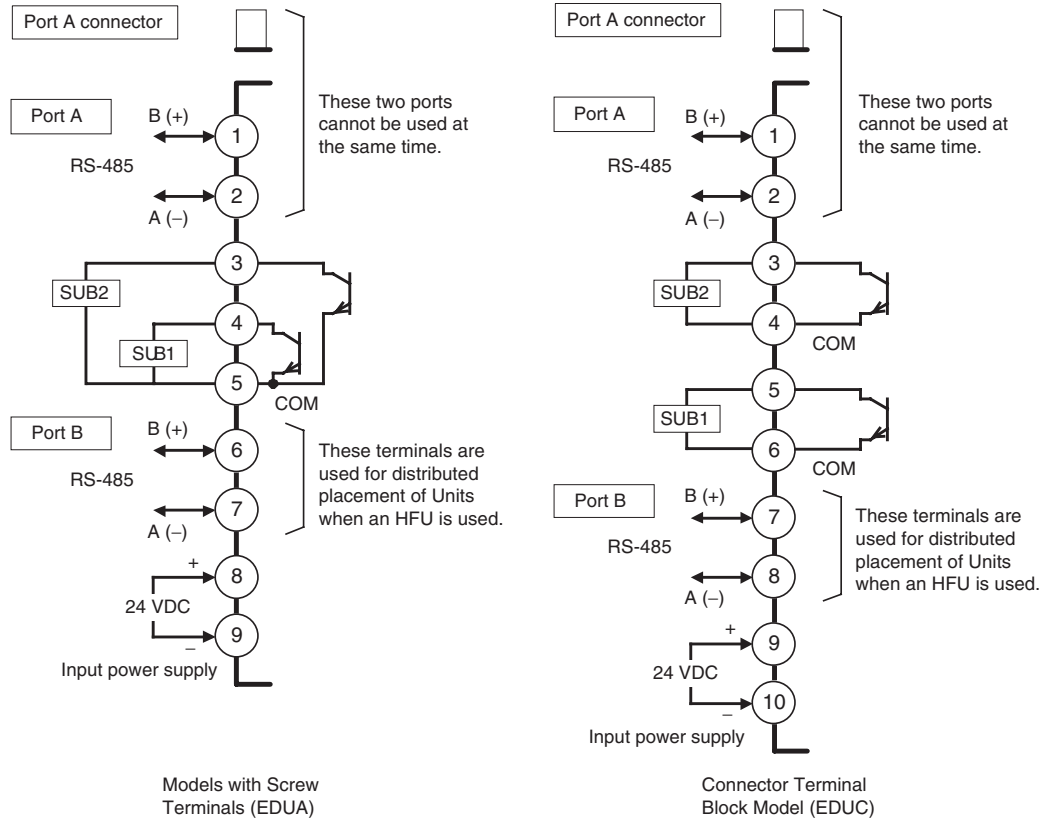 Port A connector
Port A
B (+)
RS-485
A (−)
1
2
These two ports
cannot be used at
the same time.
3
SUB2
4
SUB1
5
COM
Port B
B (+)
RS-485
A (−)
6
7
These terminals are
used for distributed
placement of Units
when an HFU is used.
+
8
24 VDC
−
9
Input power supply
Models with Screw
Terminals (EDUA)
Port A connector
Port A
B (+)
RS-485
A (−)
1
2
These two ports
cannot be used at
the same time.
3
SUB2
4
COM
5
SUB1
6
COM
Port B
B (+)
RS-485
A (−)
7
8
These terminals are
used for distributed
placement of Units
when an HFU is used.
+
9
24 VDC
−
10
Input power supply
Connector Terminal
Block Model (EDUC)